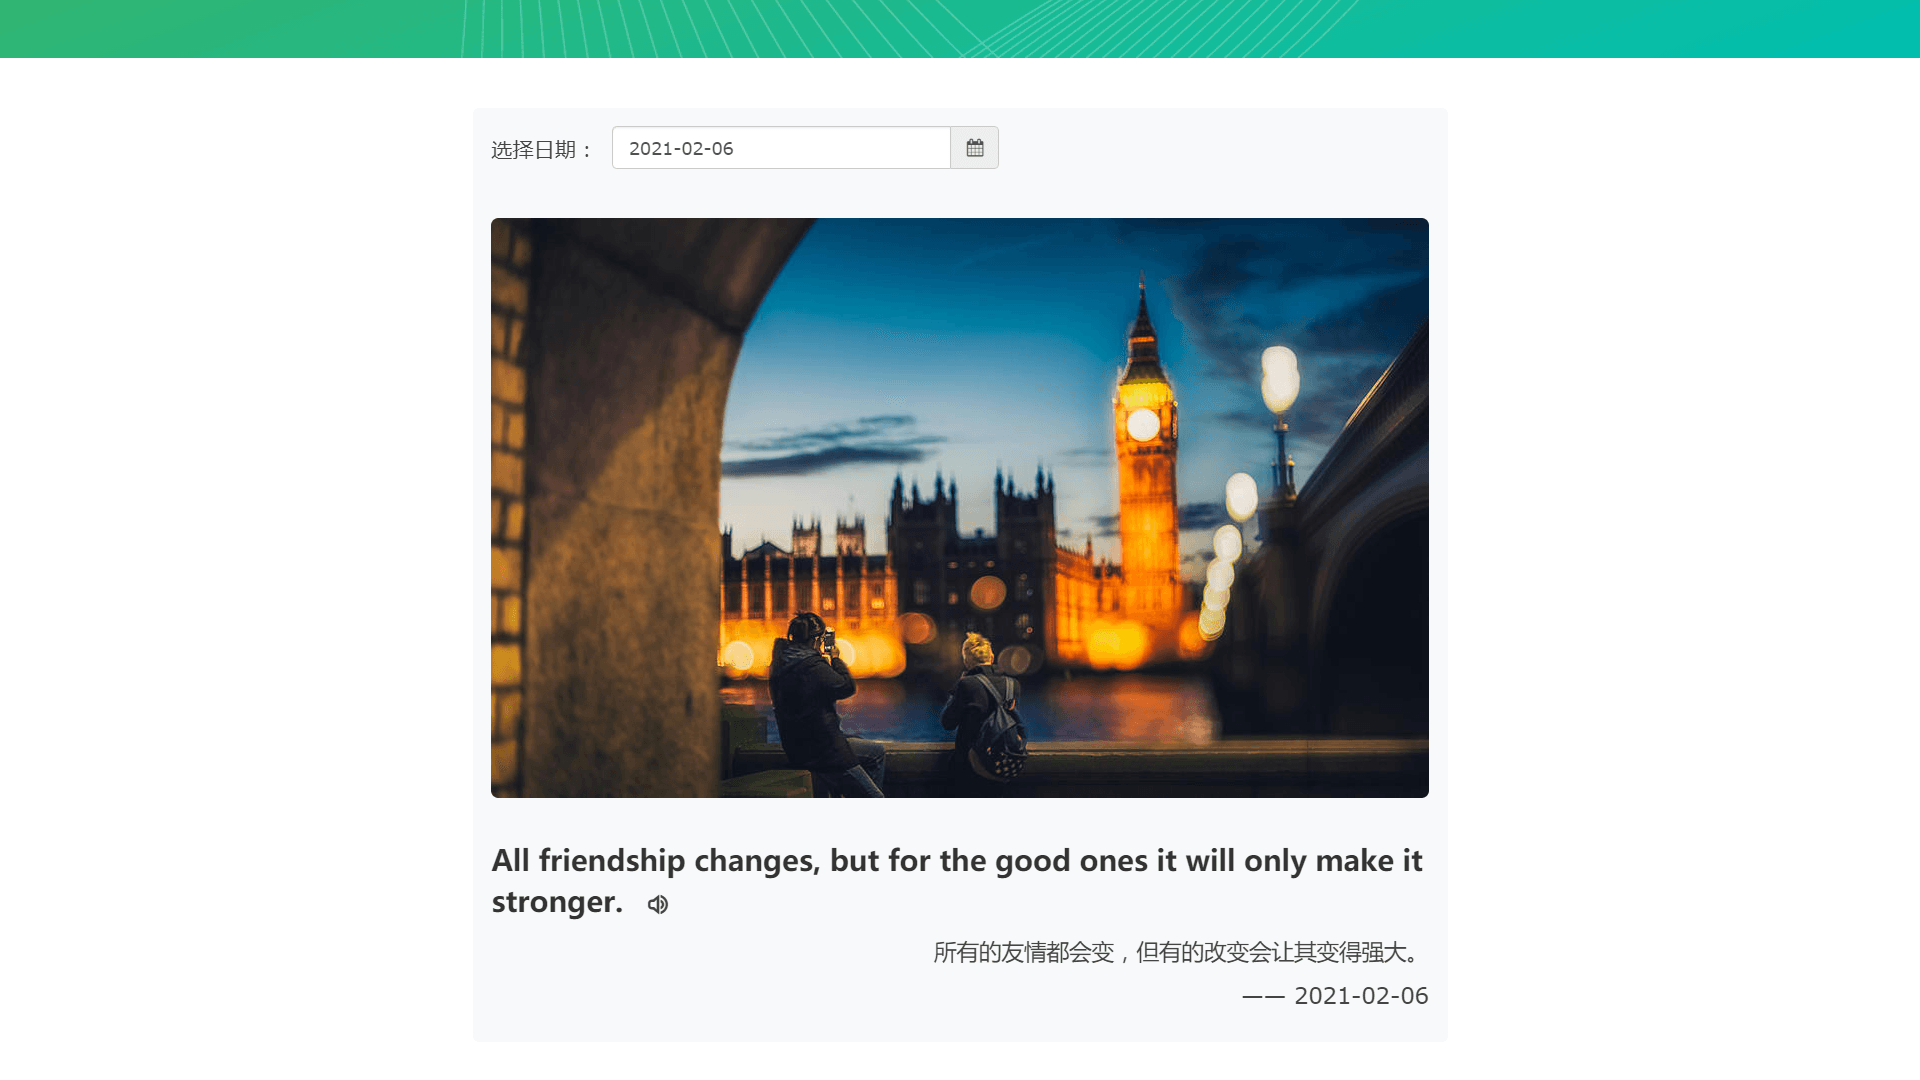 选择日期： 2021-02-06
All friendship changes, but for the good ones it will only make it
stronger.
所有的友情都会变，但有的改变会让其变得强大。
—— 2021-02-06